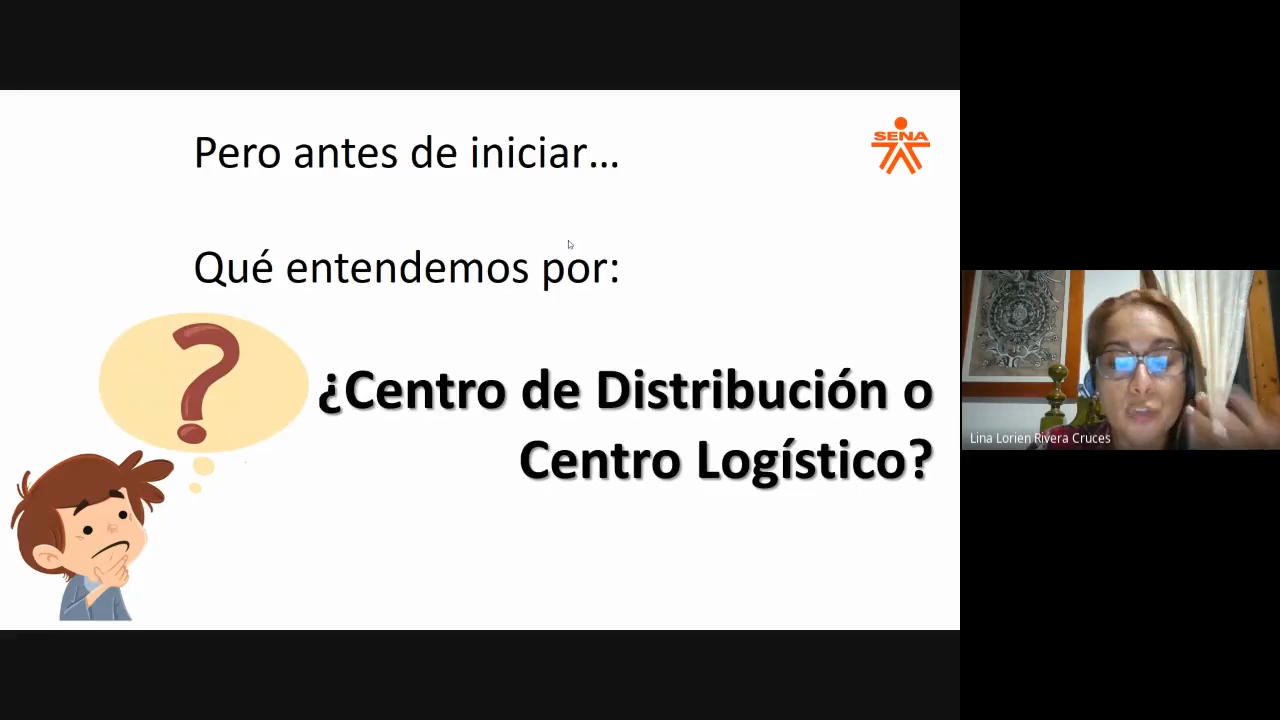 Pero antes de iniciar...
SENA
Qué entendemos por:
?
¿Centro de Distribución o
Centro Logístico?
Lina Lorien Rivera Cruces